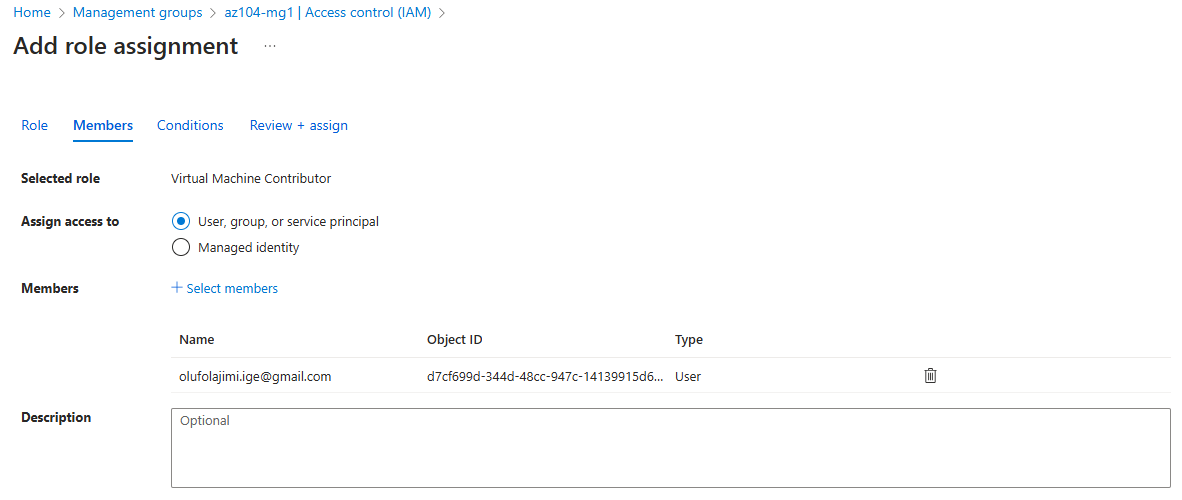 Home > Management groups > az104-mg1 | Access control (IAM) >
Add role assignment ...
Role Members Conditions Review + assign
Selected role Virtual Machine Contributor
Assign access to User, group, or service principal
Managed identity
Members + Select members
Name Object ID Type
olufolajimi.ige@gmail.com d7cf699d-344d-48cc-947c-14139915d6... User
Description Optional